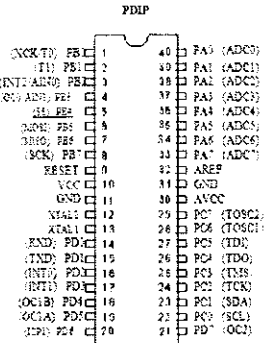 PDIP
(XCK/T0) PB0 1 40 PA0 (ADC0)
(T1) PB1 2 39 PA1 (ADC1)
(INT2/AIN0) PB2 3 38 PA2 (ADC2)
(OC0/AIN1) PB3 4 37 PA3 (ADC3)
(SS) PB4 5 36 PA4 (ADC4)
(MOSI) PB5 6 35 PA5 (ADC5)
(MISO) PB6 7 34 PA6 (ADC6)
(SCK) PB7 8 33 PA7 (ADC7)
RESET 9 32 AREF
VCC 10 31 GND
GND 11 30 AVCC
XTAL2 12 29 PC7 (TOSC2)
XTAL1 13 28 PC6 (TOSC1)
(RXD) PD0 14 27 PC5 (TDI)
(TXD) PD1 15 26 PC4 (TDO)
(INT0) PD2 16 25 PC3 (TMS)
(INT1) PD3 17 24 PC2 (TCK)
(OC1B) PD4 18 23 PC1 (SDA)
(OC1A) PD5 19 22 PC0 (SCL)
(ICP1) PD6 20 21 PD7 (OC2)